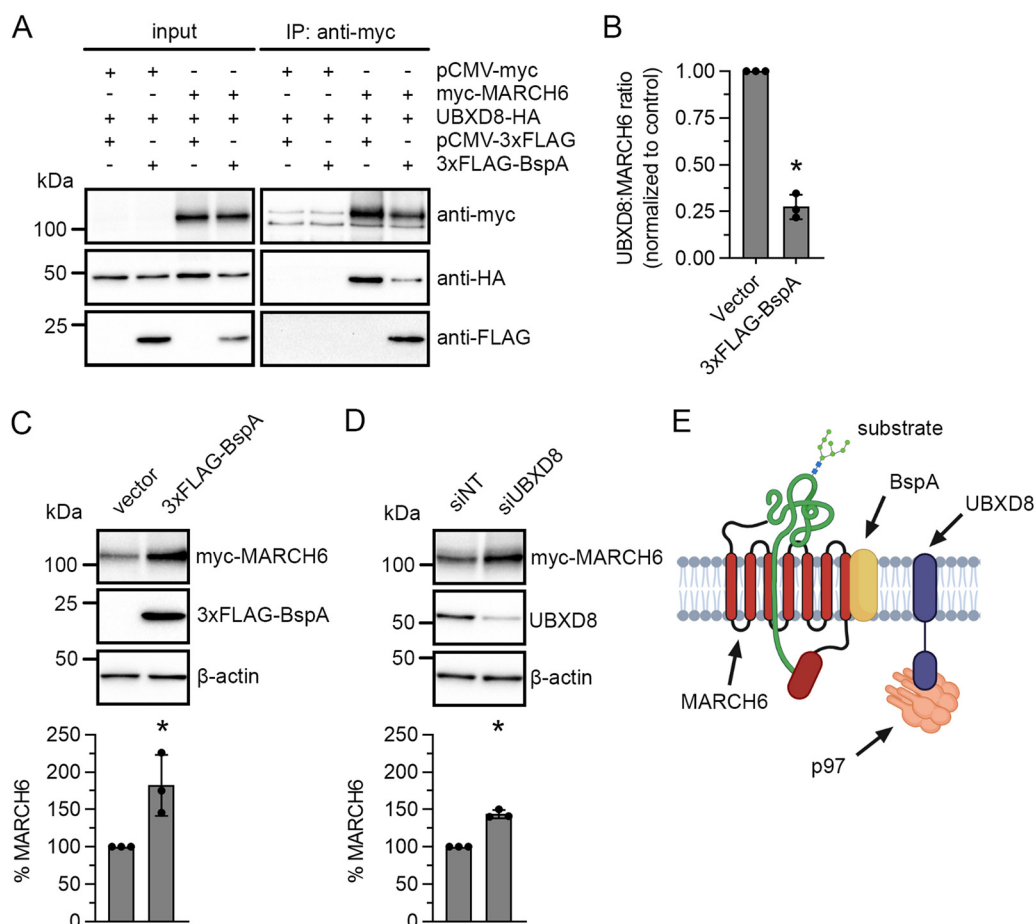 A
input IP: anti-myc
+ + - - + + - - pCMV-myc
- - + + - - + + myc-MARCH6
+ + + + + + + + UBXD8-HA
+ - + - + - + - pCMV-3xFLAG
- + - + - + - + 3xFLAG-BspA
kDa
100 anti-myc
50 anti-HA
25 anti-FLAG
B
UBXD8:MARCH6 ratio
(normalized to control)
1.00
0.75
0.50
0.25
0.00
*
Vector
3xFLAG-BspA
C
vector
3xFLAG-BspA
kDa
100 myc-MARCH6
25 3xFLAG-BspA
50 β-actin
% MARCH6
250
200
150
100
50
0
*
D
siNT
siUBXD8
kDa
100 myc-MARCH6
50 UBXD8
50 β-actin
% MARCH6
250
200
150
100
50
0
*
E
substrate
BspA
UBXD8
MARCH6
p97